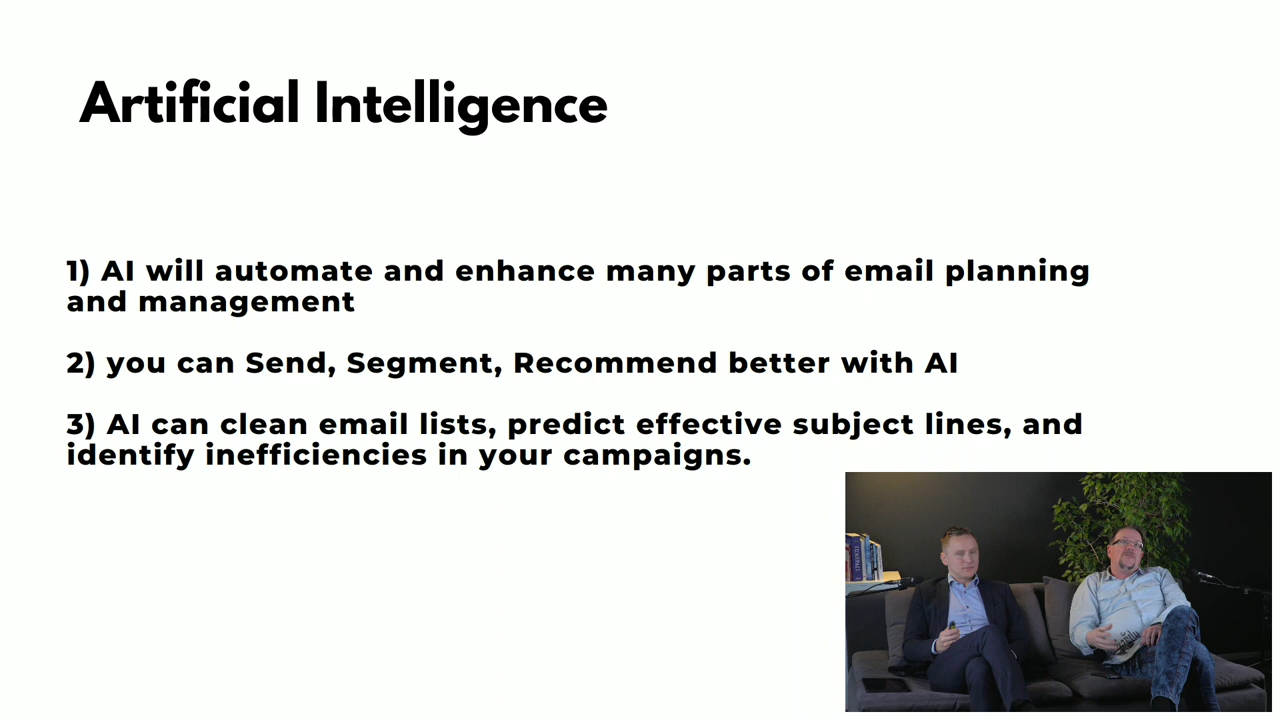 Artificial Intelligence
1) AI will automate and enhance many parts of email planning
and management
2) you can Send, Segment, Recommend better with AI
3) AI can clean email lists, predict effective subject lines, and
identify inefficiencies in your campaigns.